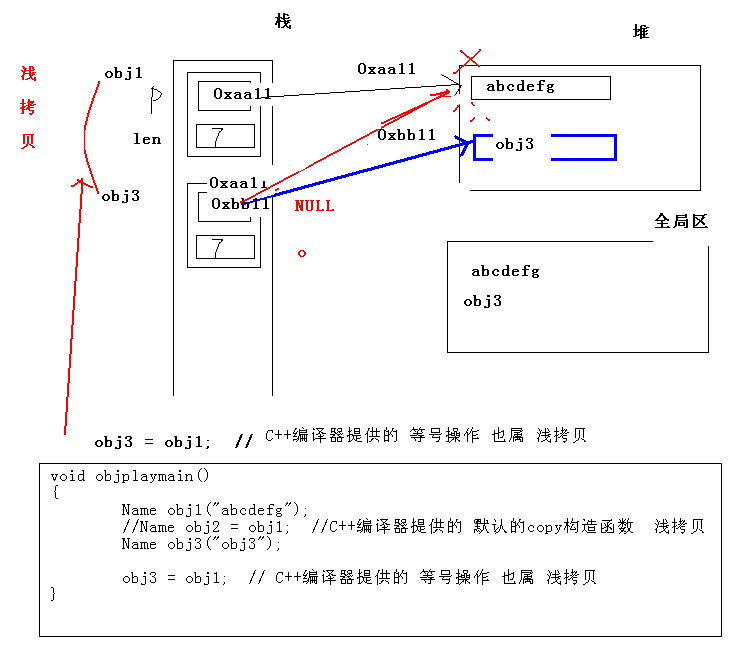 栈
堆
浅拷贝
obj1
p
0xaa11
0xaa11
abcdefg
len
7
0xbb11
obj3
obj3
0xaa11
0xbb11
NULL
7
0
全局区
abcdefg
obj3
obj3 = obj1;  // C++编译器提供的 等号操作 也属 浅拷贝
void objplaymain()
{
Name obj1("abcdefg");
//Name obj2 = obj1;  //C++编译器提供的 默认的copy构造函数  浅拷贝
Name obj3("obj3");
obj3 = obj1;  // C++编译器提供的 等号操作 也属 浅拷贝
}